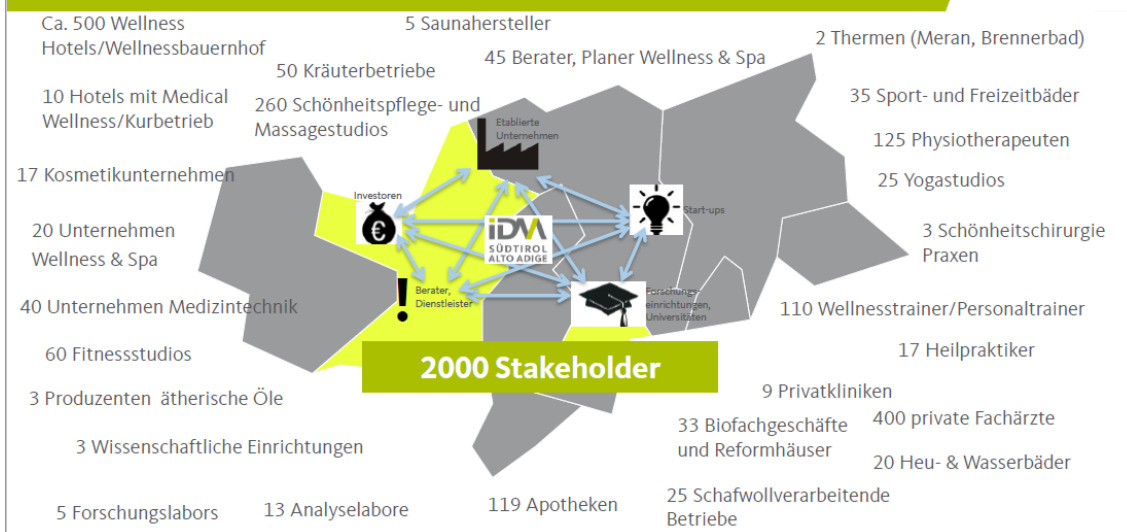 Ca. 500 Wellness
Hotels/Wellnessbauernhof
5 Saunahersteller
2 Thermen (Meran, Brennerbad)
45 Berater, Planer Wellness & Spa
50 Kräuterbetriebe
10 Hotels mit Medical
Wellness/Kurbetrieb
260 Schönheitspflege- und
Massagestudios
35 Sport- und Freizeitbäder
Etablierte
Unternehmen
125 Physiotherapeuten
17 Kosmetikunternehmen
25 Yogastudios
Investoren
€
Start-ups
iDM
SÜDTIROL
ALTO ADIGE
20 Unternehmen
Wellness & Spa
3 Schönheitschirurgie
Praxen
!
Berater,
Dienstleister
Forschungs-
einrichtungen,
Universitäten
40 Unternehmen Medizintechnik
110 Wellnesstrainer/Personaltrainer
60 Fitnessstudios
2000 Stakeholder
17 Heilpraktiker
3 Produzenten ätherische Öle
9 Privatkliniken
33 Biofachgeschäfte
und Reformhäuser
400 private Fachärzte
3 Wissenschaftliche Einrichtungen
20 Heu- & Wasserbäder
5 Forschungslabors
13 Analyselabore
119 Apotheken
25 Schafwollverarbeitende
Betriebe